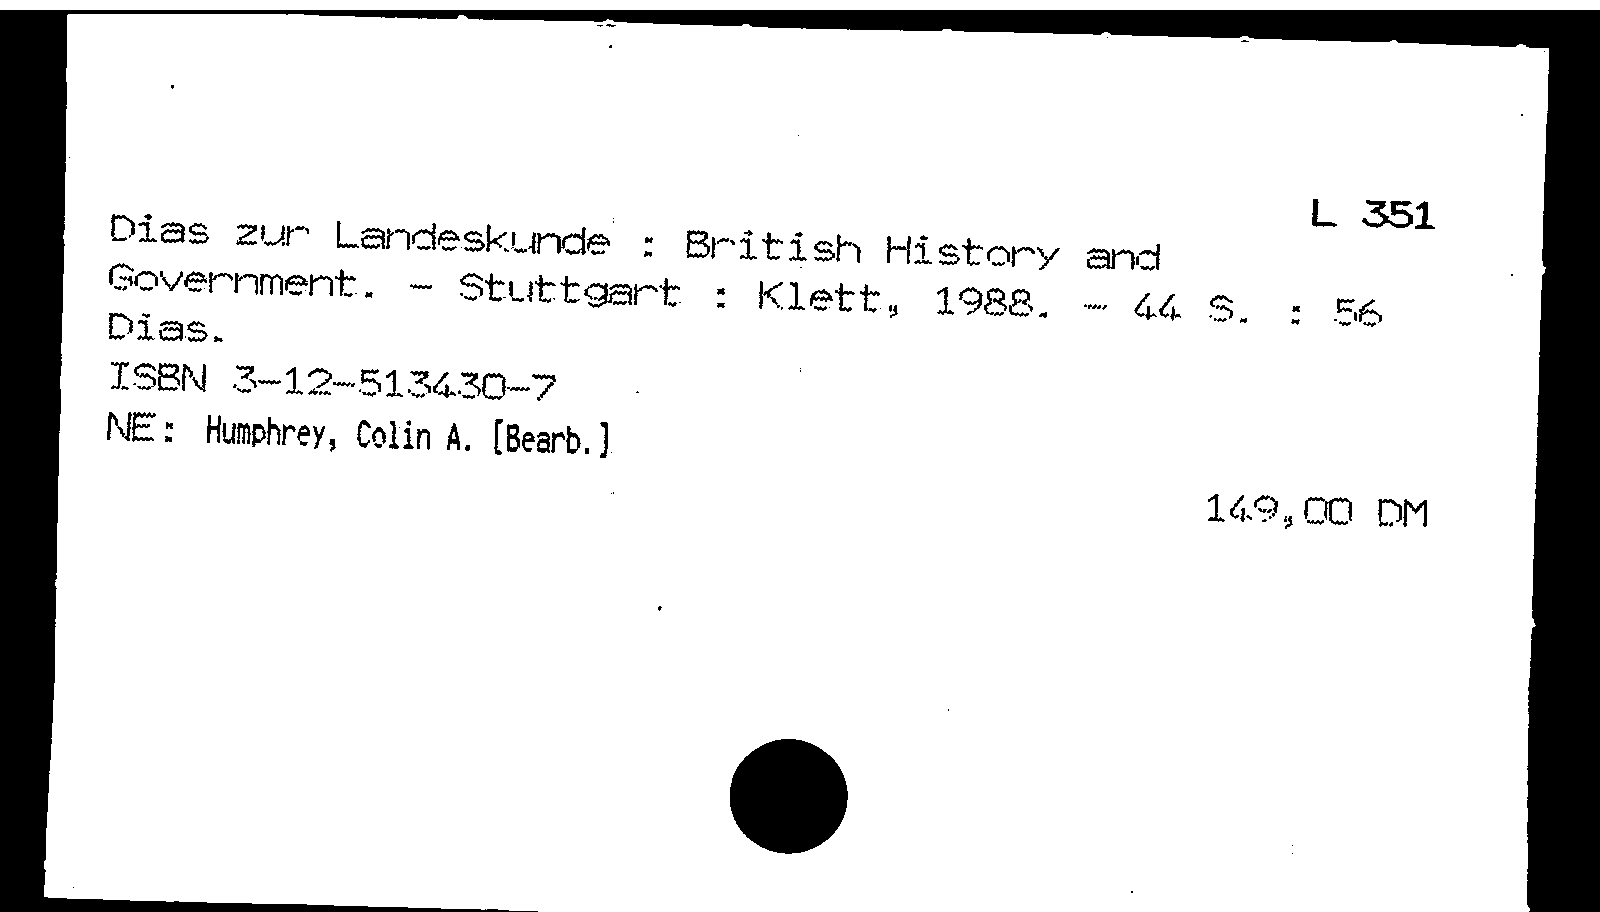 L 351
Dias zur Landeskunde : British History and
Government. - Stuttgart : Klett, 1988. - 44 S. : 56
Dias.
ISBN 3-12-513430-7
NE: Humphrey, Colin A. [Bearb.]
149,00 DM